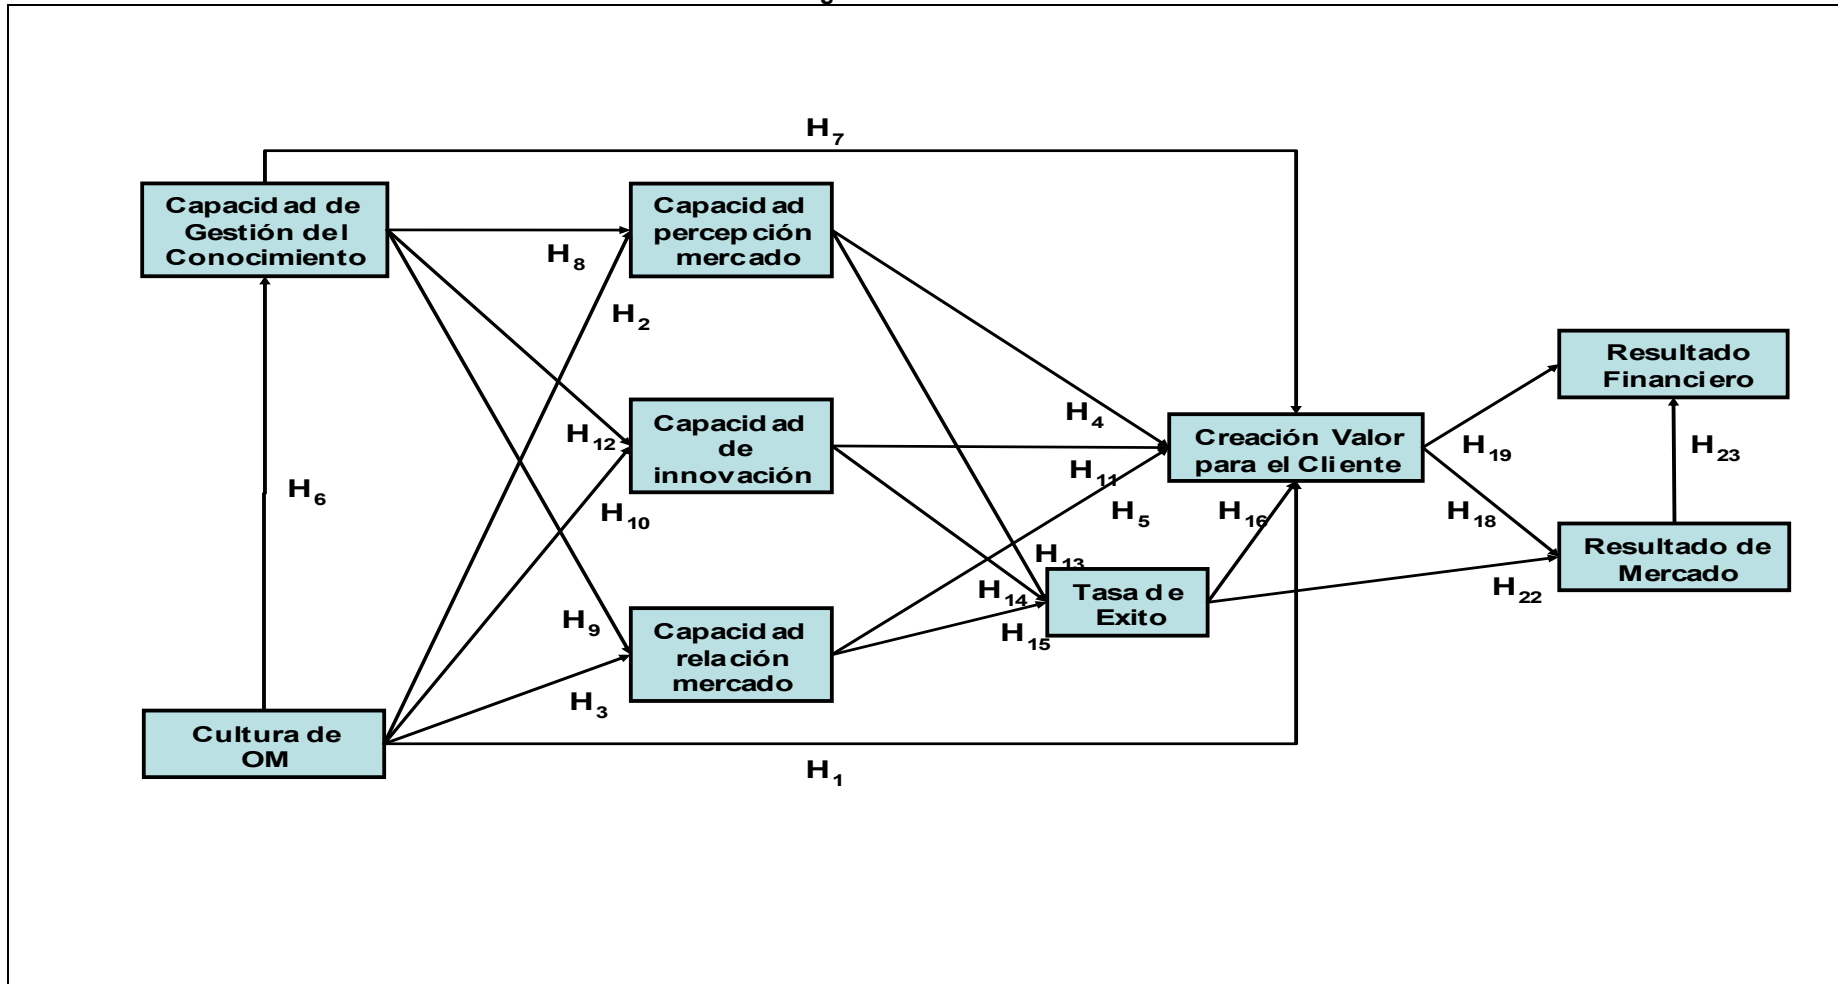 H7
Capacidad de
Gestión del
Conocimiento
Capacidad
percepción
mercado
H8
H2
Resultado
Financiero
Capacidad
de
innovación
H12
H4
Creación Valor
para el Cliente
H19
H23
H11
H6
H10
H5
H16
H18
H13
Resultado de
Mercado
H14
Tasa de
Exito
H22
H9
Capacidad
relación
mercado
H15
H3
Cultura de
OM
H1